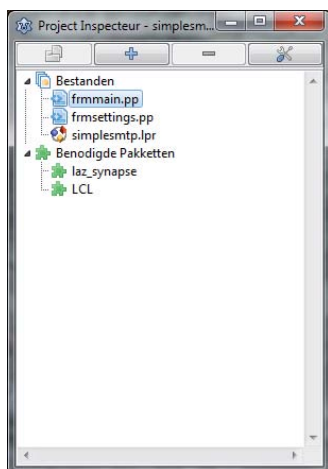 Project Inspecteur - simplesm...
Bestanden
frmmain.pp
frmsettings.pp
simplesmtp.lpr
Benodigde Pakketten
laz_synapse
LCL